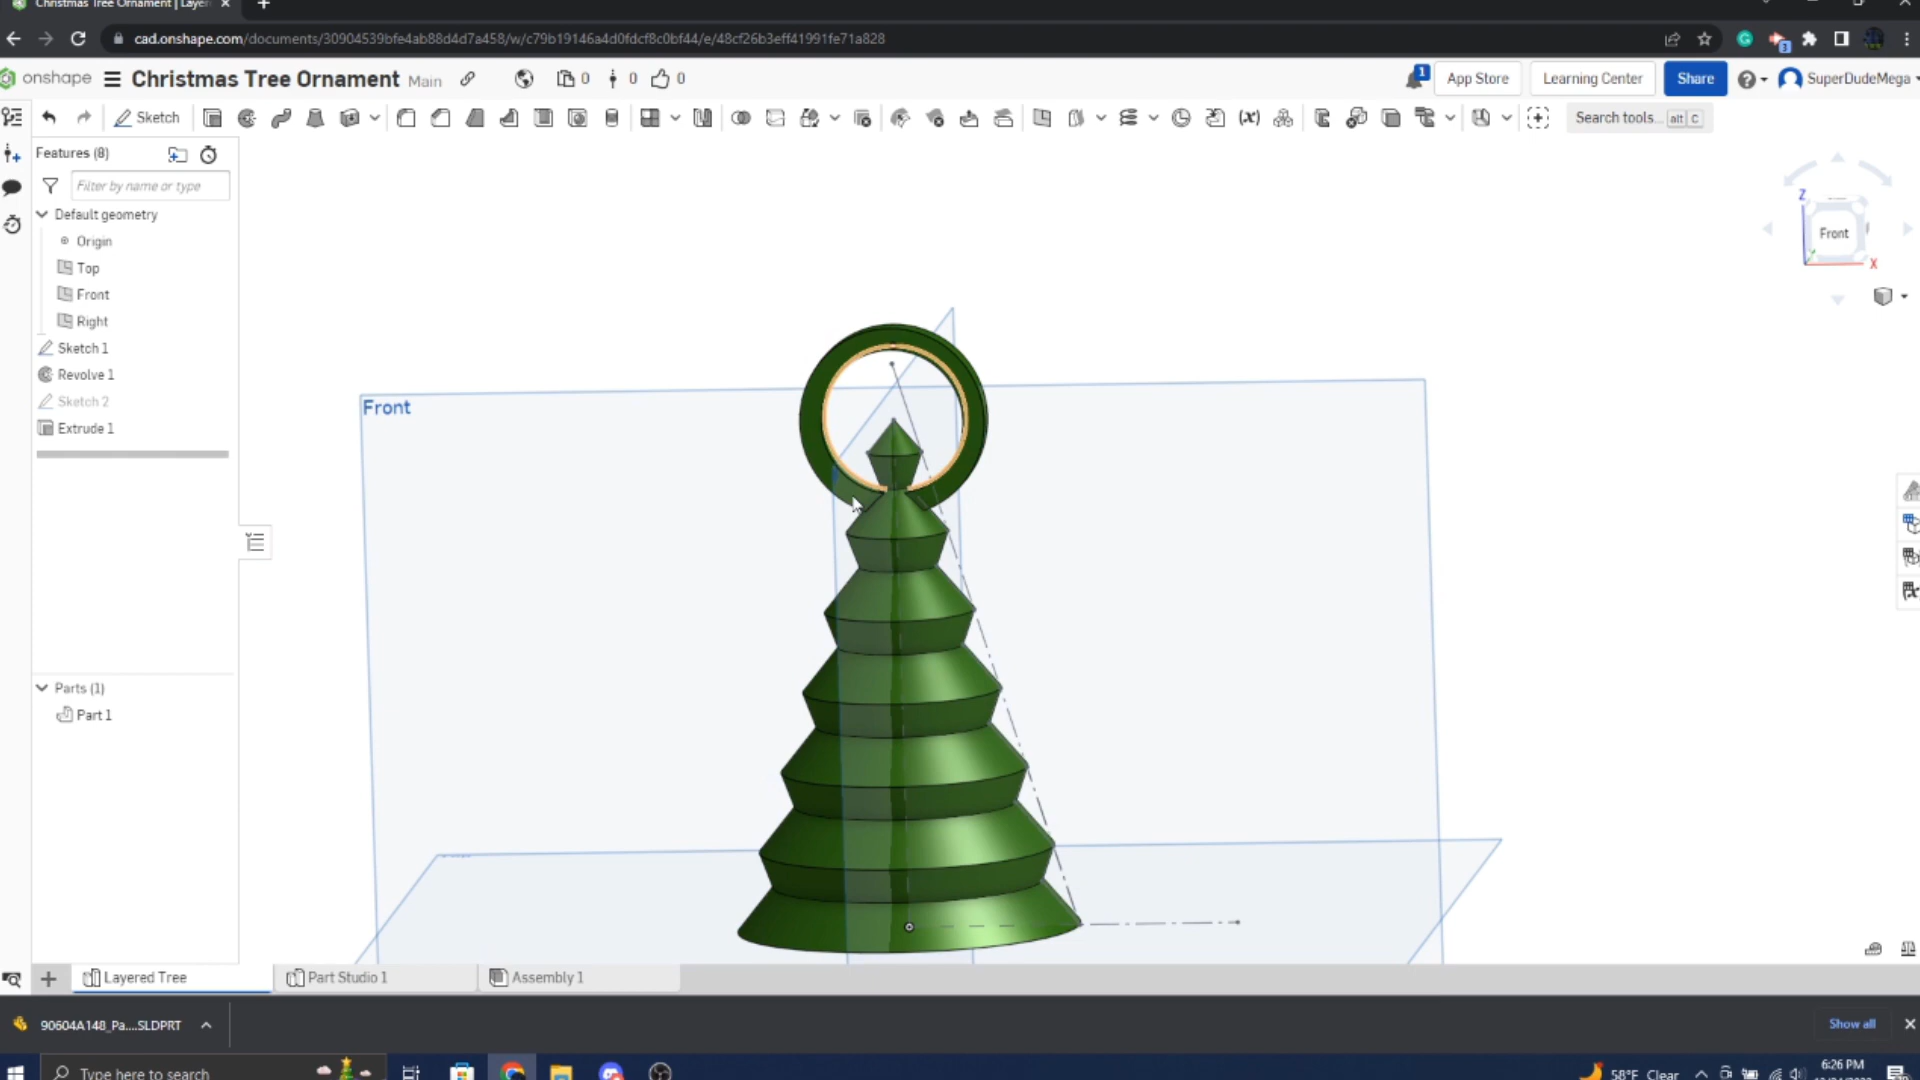 Christmas Tree Ornament | Layer
cad.onshape.com/documents/30904539bfe4ab88d4d7a458/w/c79b19146a4d0fdcf8c0bf44/e/48cf26b3eff41991fe71a828
3
onshape
Christmas Tree Ornament Main
0 0 0
1
App Store
Learning Center
Share
SuperDudeMega
Sketch
Search tools... alt C
Features (8)
Filter by name or type
Default geometry
Origin
Top
Front
Right
Sketch 1
Revolve 1
Sketch 2
Extrude 1
Parts (1)
Part 1
Front
Z
Front
X
Layered Tree
Part Studio 1
Assembly 1
90604A148_Pa....SLDPRT
Show all
Type here to search
58°F Clear
6:26 PM